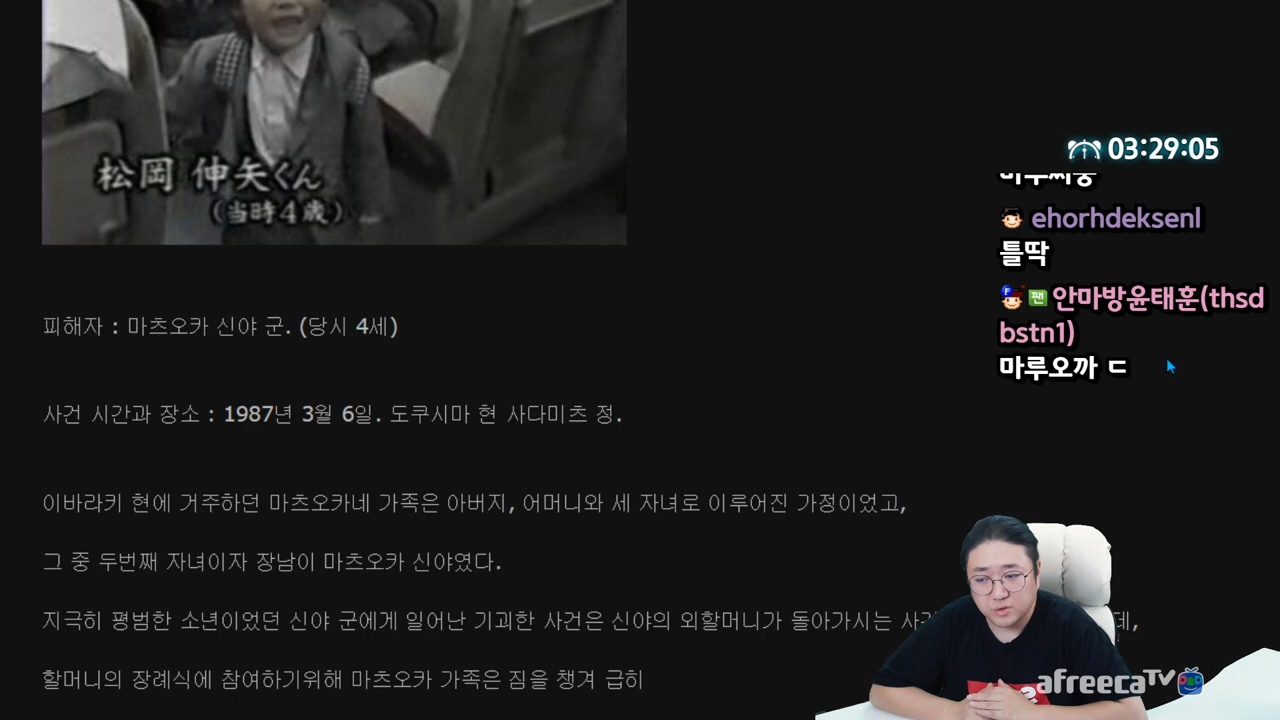 松岡 伸矢くん
(当時4歳)
피해자 : 마츠오카 신야 군. (당시 4세)
사건 시간과 장소 : 1987년 3월 6일. 도쿠시마 현 사다미츠 정.
이바라키 현에 거주하던 마츠오카네 가족은 아버지, 어머니와 세 자녀로 이루어진 가정이었고,
그 중 두번째 자녀이자 장남이 마츠오카 신야였다.
지극히 평범한 소년이었던 신야 군에게 일어난 기괴한 사건은 신야의 외할머니가 돌아가시는
할머니의 장례식에 참여하기위해 마츠오카 가족은 짐을 챙겨 급히
03:29:05
ehorhdeksenl
틀딱
F 팬 안마방윤태훈(thsd
bstn1)
마루오까 ㄷ
afreecaTV